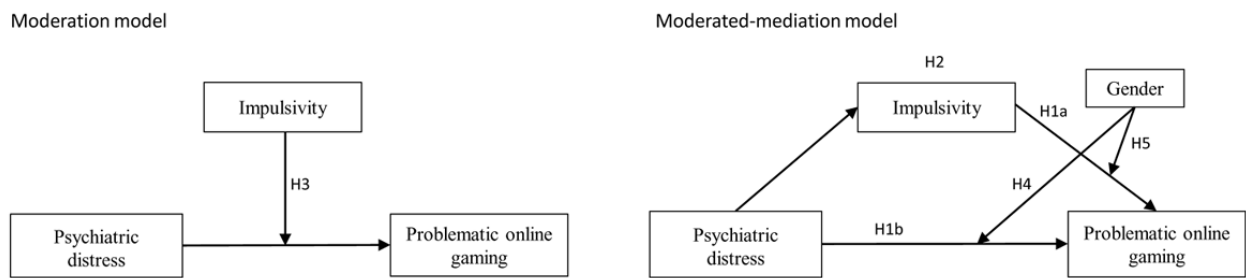 Moderation model
Impulsivity
H3
Psychiatric
distress
Problematic online
gaming
Moderated-mediation model
H2
Impulsivity
Gender
H1a
H5
H4
Psychiatric
distress
H1b
Problematic online
gaming